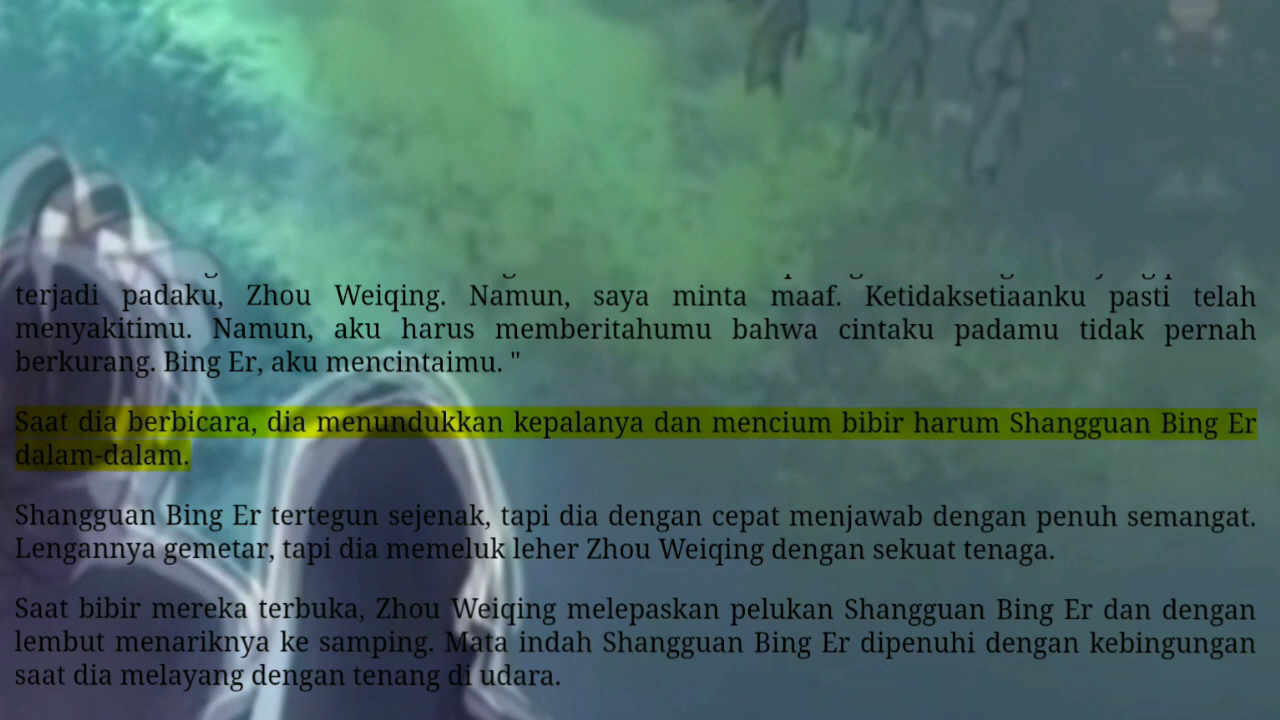 terjadi padaku, Zhou Weiqing. Namun, saya minta maaf. Ketidaksetiaanku pasti telah
menyakitimu. Namun, aku harus memberitahumu bahwa cintaku padamu tidak pernah
berkurang. Bing Er, aku mencintaimu. "
Saat dia berbicara, dia menundukkan kepalanya dan mencium bibir harum Shangguan Bing Er
dalam-dalam.
Shangguan Bing Er tertegun sejenak, tapi dia dengan cepat menjawab dengan penuh semangat.
Lengannya gemetar, tapi dia memeluk leher Zhou Weiqing dengan sekuat tenaga.
Saat bibir mereka terbuka, Zhou Weiqing melepaskan pelukan Shangguan Bing Er dan dengan
lembut menariknya ke samping. Mata indah Shangguan Bing Er dipenuhi dengan kebingungan
saat dia melayang dengan tenang di udara.